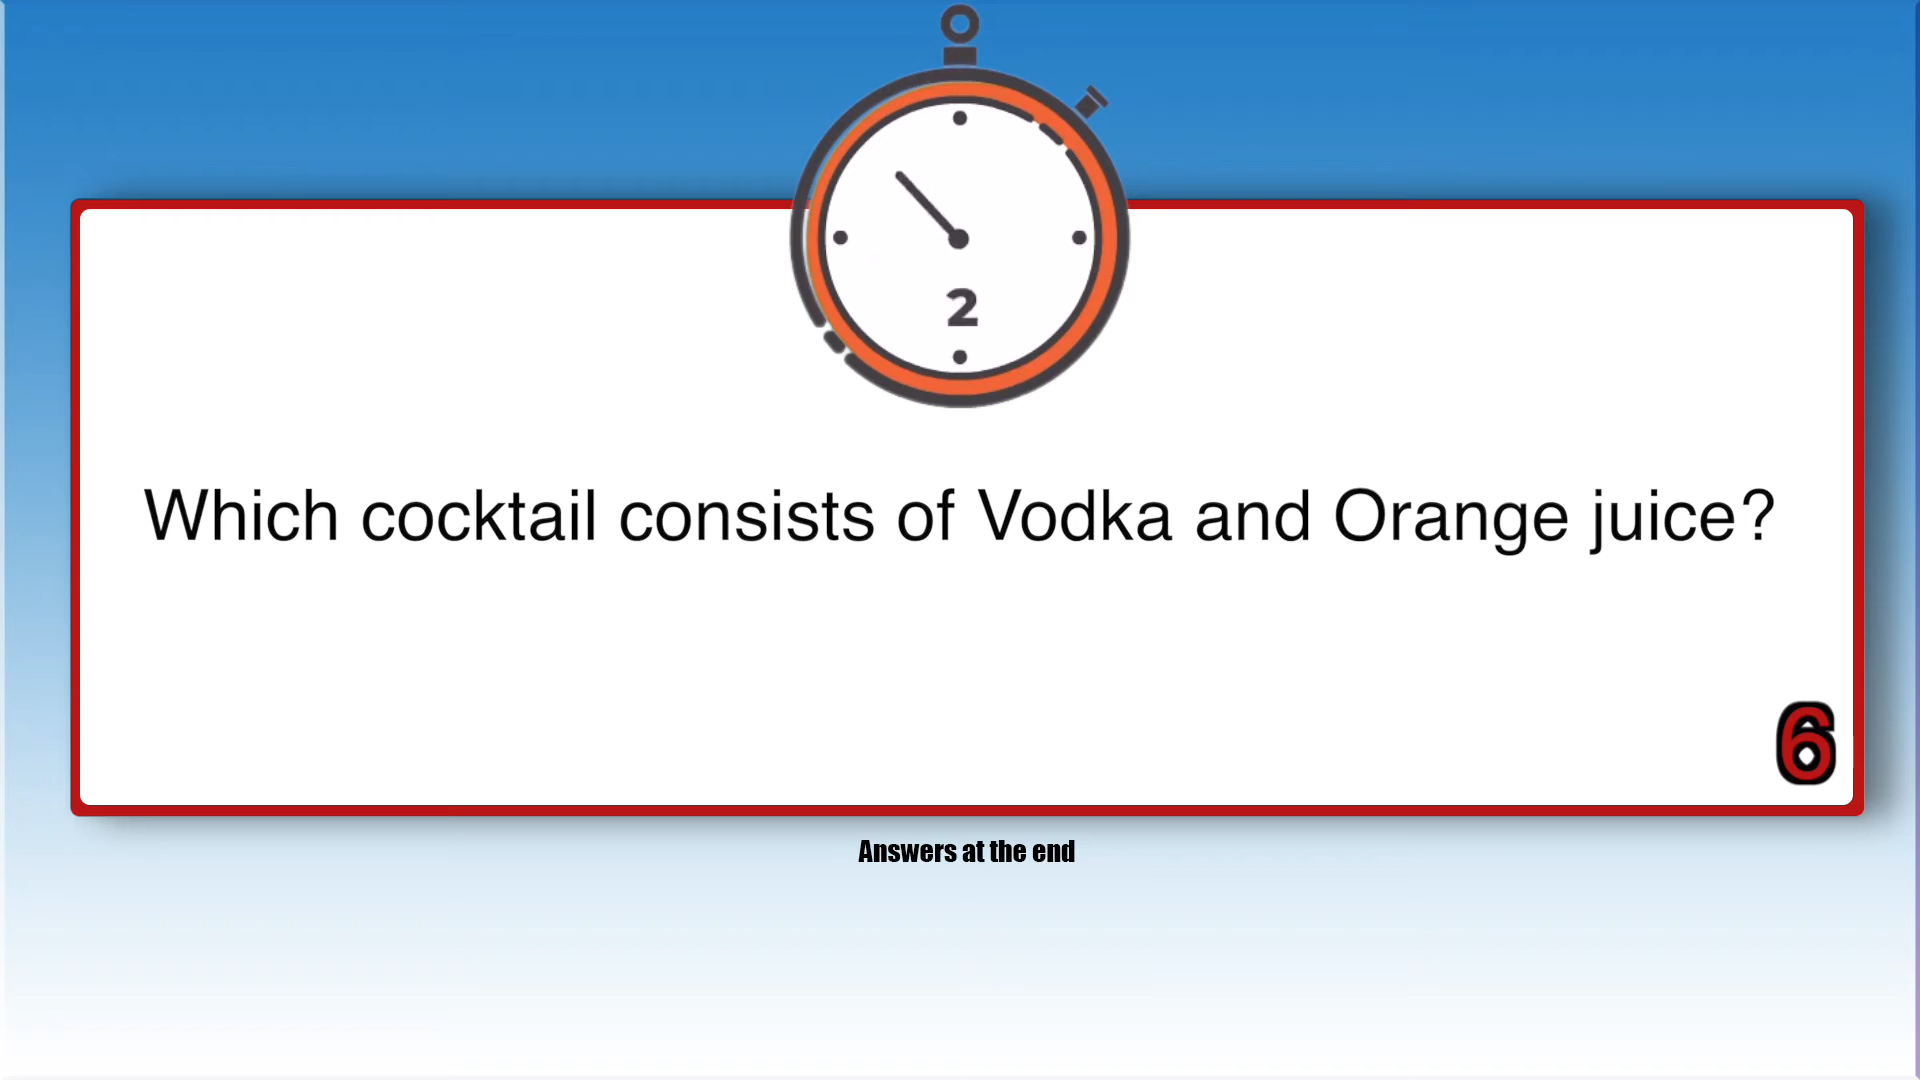 2
Which cocktail consists of Vodka and Orange juice?
6
Answers at the end